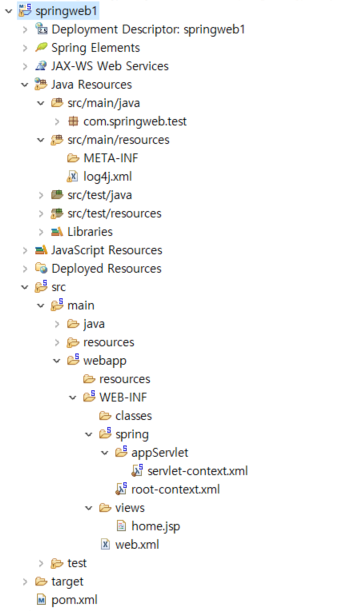 springweb1
Deployment Descriptor: springweb1
Spring Elements
JAX-WS Web Services
Java Resources
src/main/java
com.springweb.test
src/main/resources
META-INF
log4j.xml
src/test/java
src/test/resources
Libraries
JavaScript Resources
Deployed Resources
src
main
java
resources
webapp
resources
WEB-INF
classes
spring
appServlet
servlet-context.xml
root-context.xml
views
home.jsp
web.xml
test
target
pom.xml